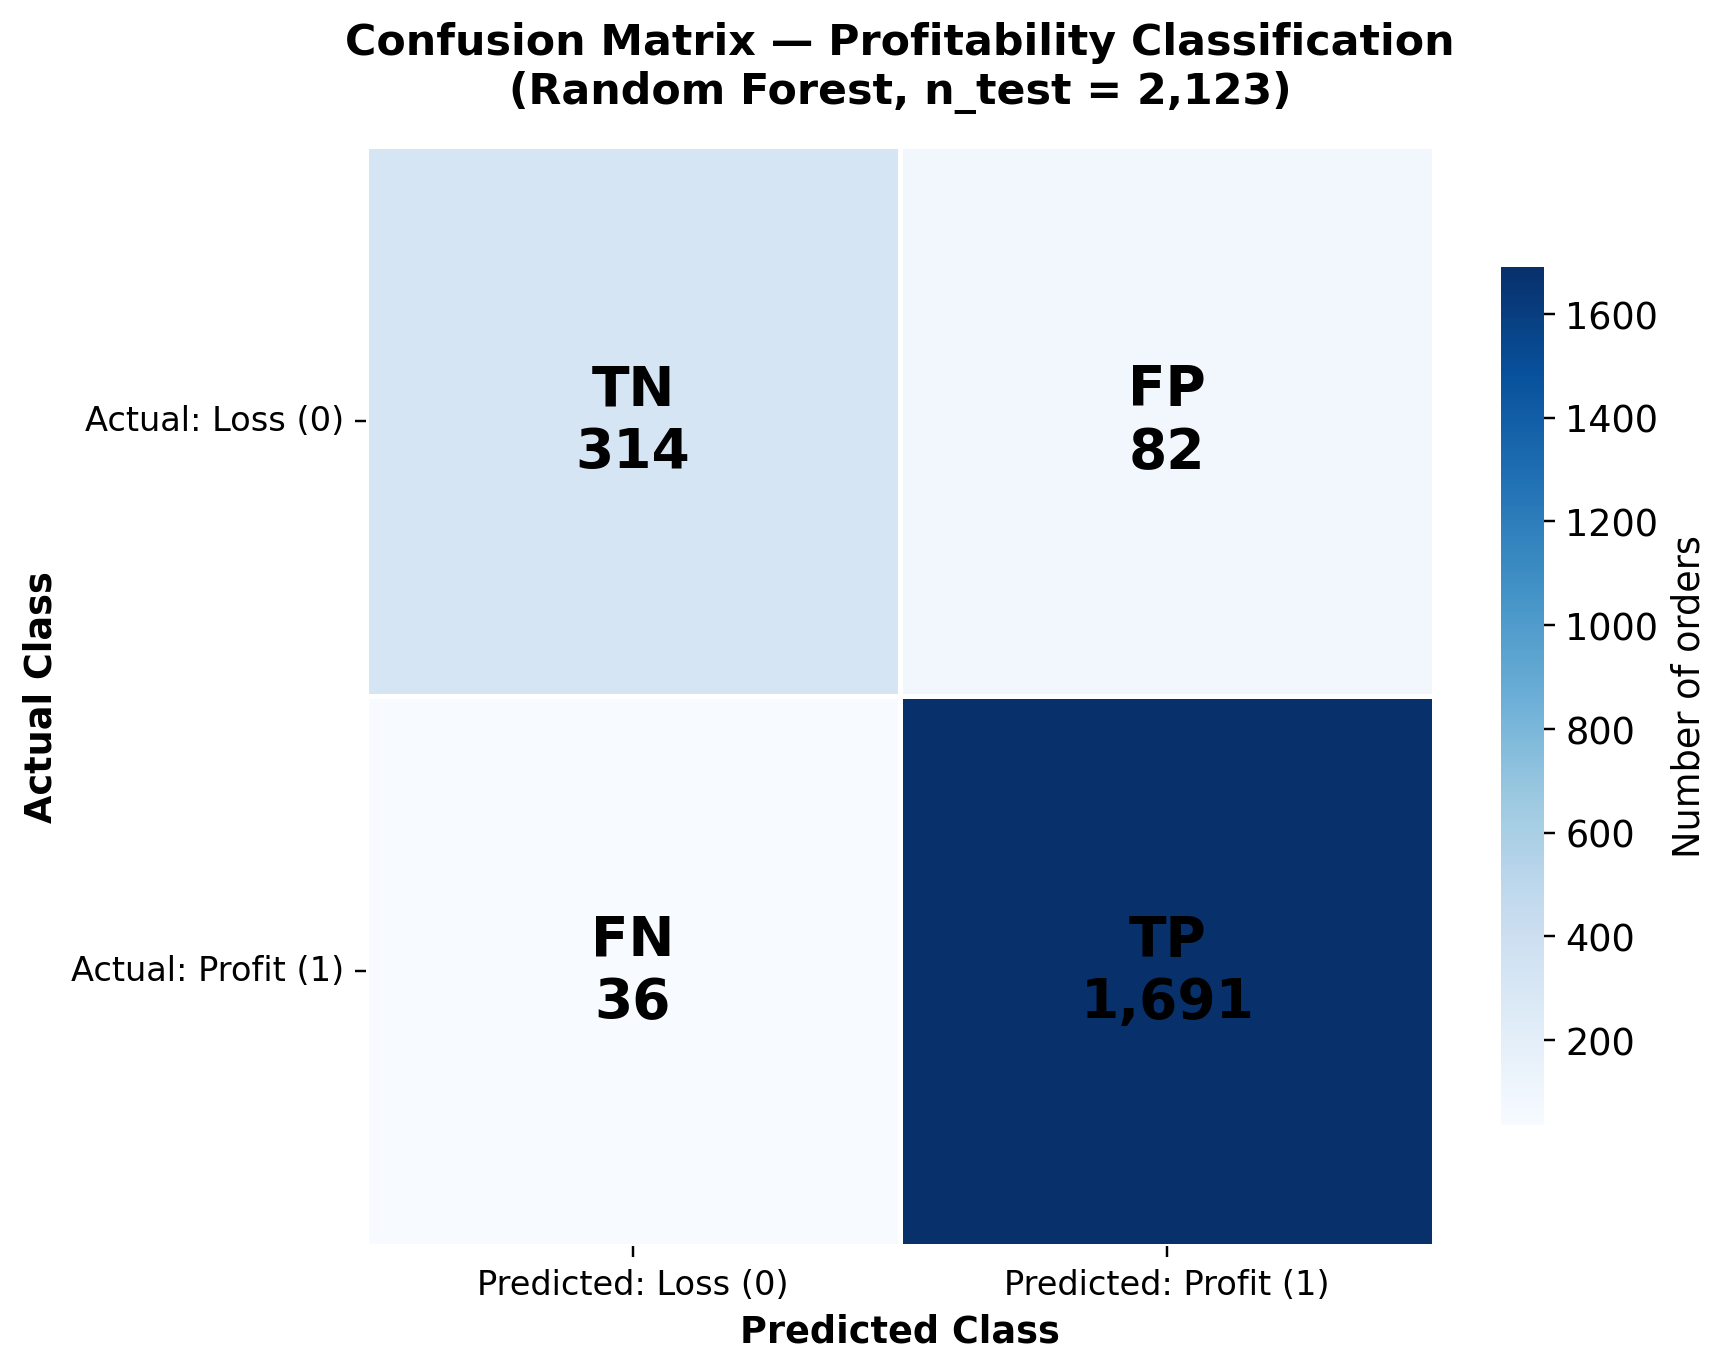 Confusion Matrix — Profitability Classification
(Random Forest, n_test = 2,123)
TN
314
FP
82
FN
36
TP
1,691
Actual Class
Actual: Loss (0)
Actual: Profit (1)
Predicted: Loss (0)
Predicted: Profit (1)
Predicted Class
1600
1400
1200
1000
800
600
400
200
Number of orders